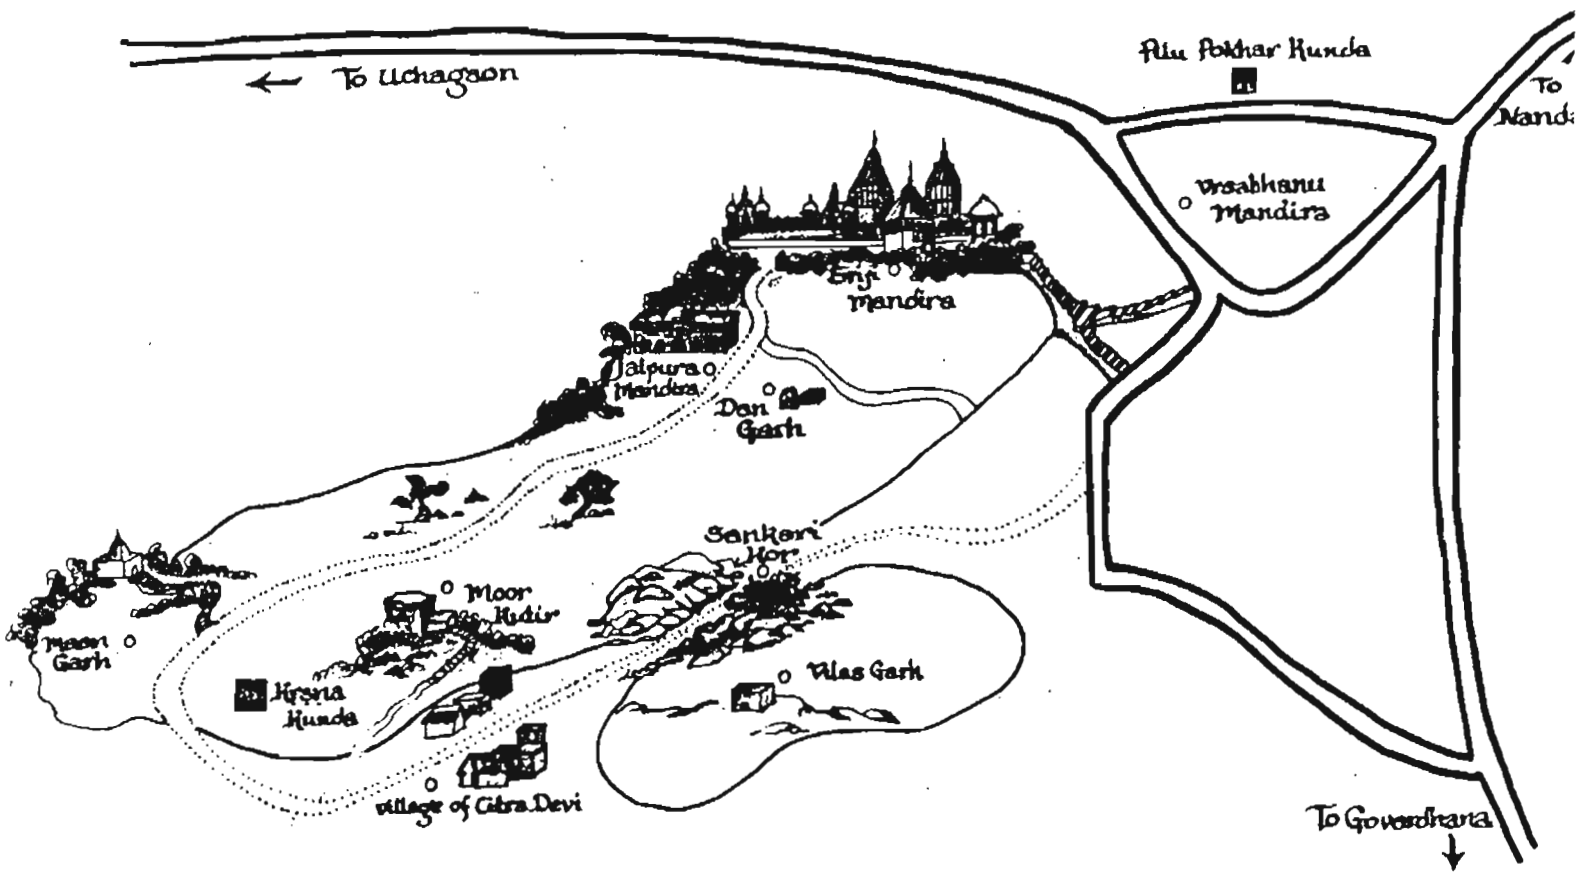 To Uchagaon
Pilu Pokhar Kunda
To
Nanda
Vrsabhanu
Mandira
Sriji
Mandira
Jaipura
Mandira
Dan
Garh
Sankari
Khor
Moor
Kutir
Maan
Garh
Krsna
Kunda
Vilas Garh
Village of Citra Devi
To Govardhana